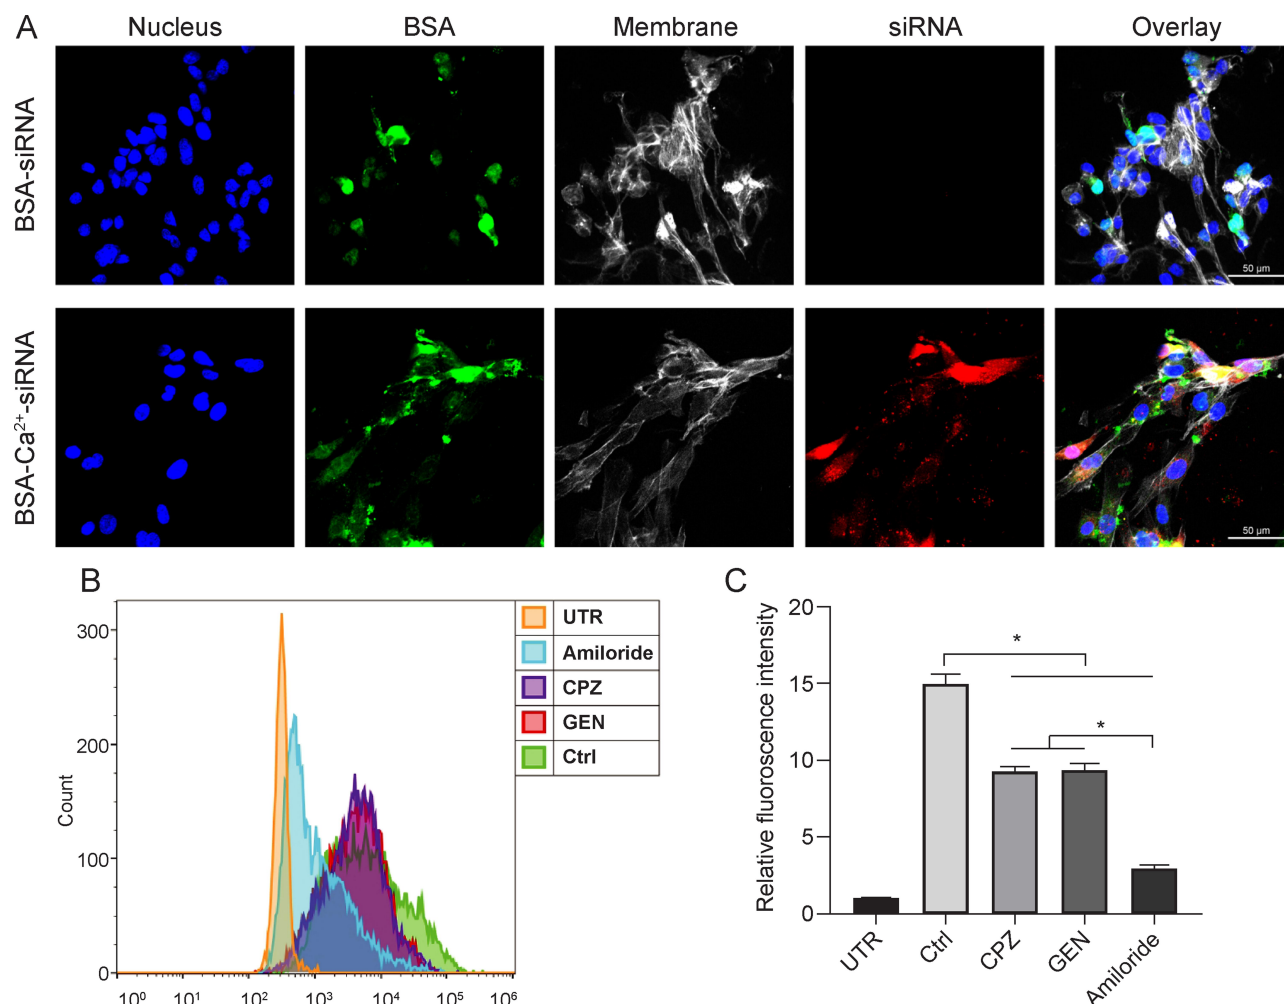 A
Nucleus BSA Membrane siRNA Overlay
BSA-siRNA
50 µm
BSA-Ca²⁺-siRNA
50 µm
B
300
200
100
0
Count
10⁰ 10¹ 10² 10³ 10⁴ 10⁵ 10⁶
UTR
Amiloride
CPZ
GEN
Ctrl
C
Relative fluoroscence intensity
20
15
10
5
0
*
*
UTR Ctrl CPZ GEN Amiloride